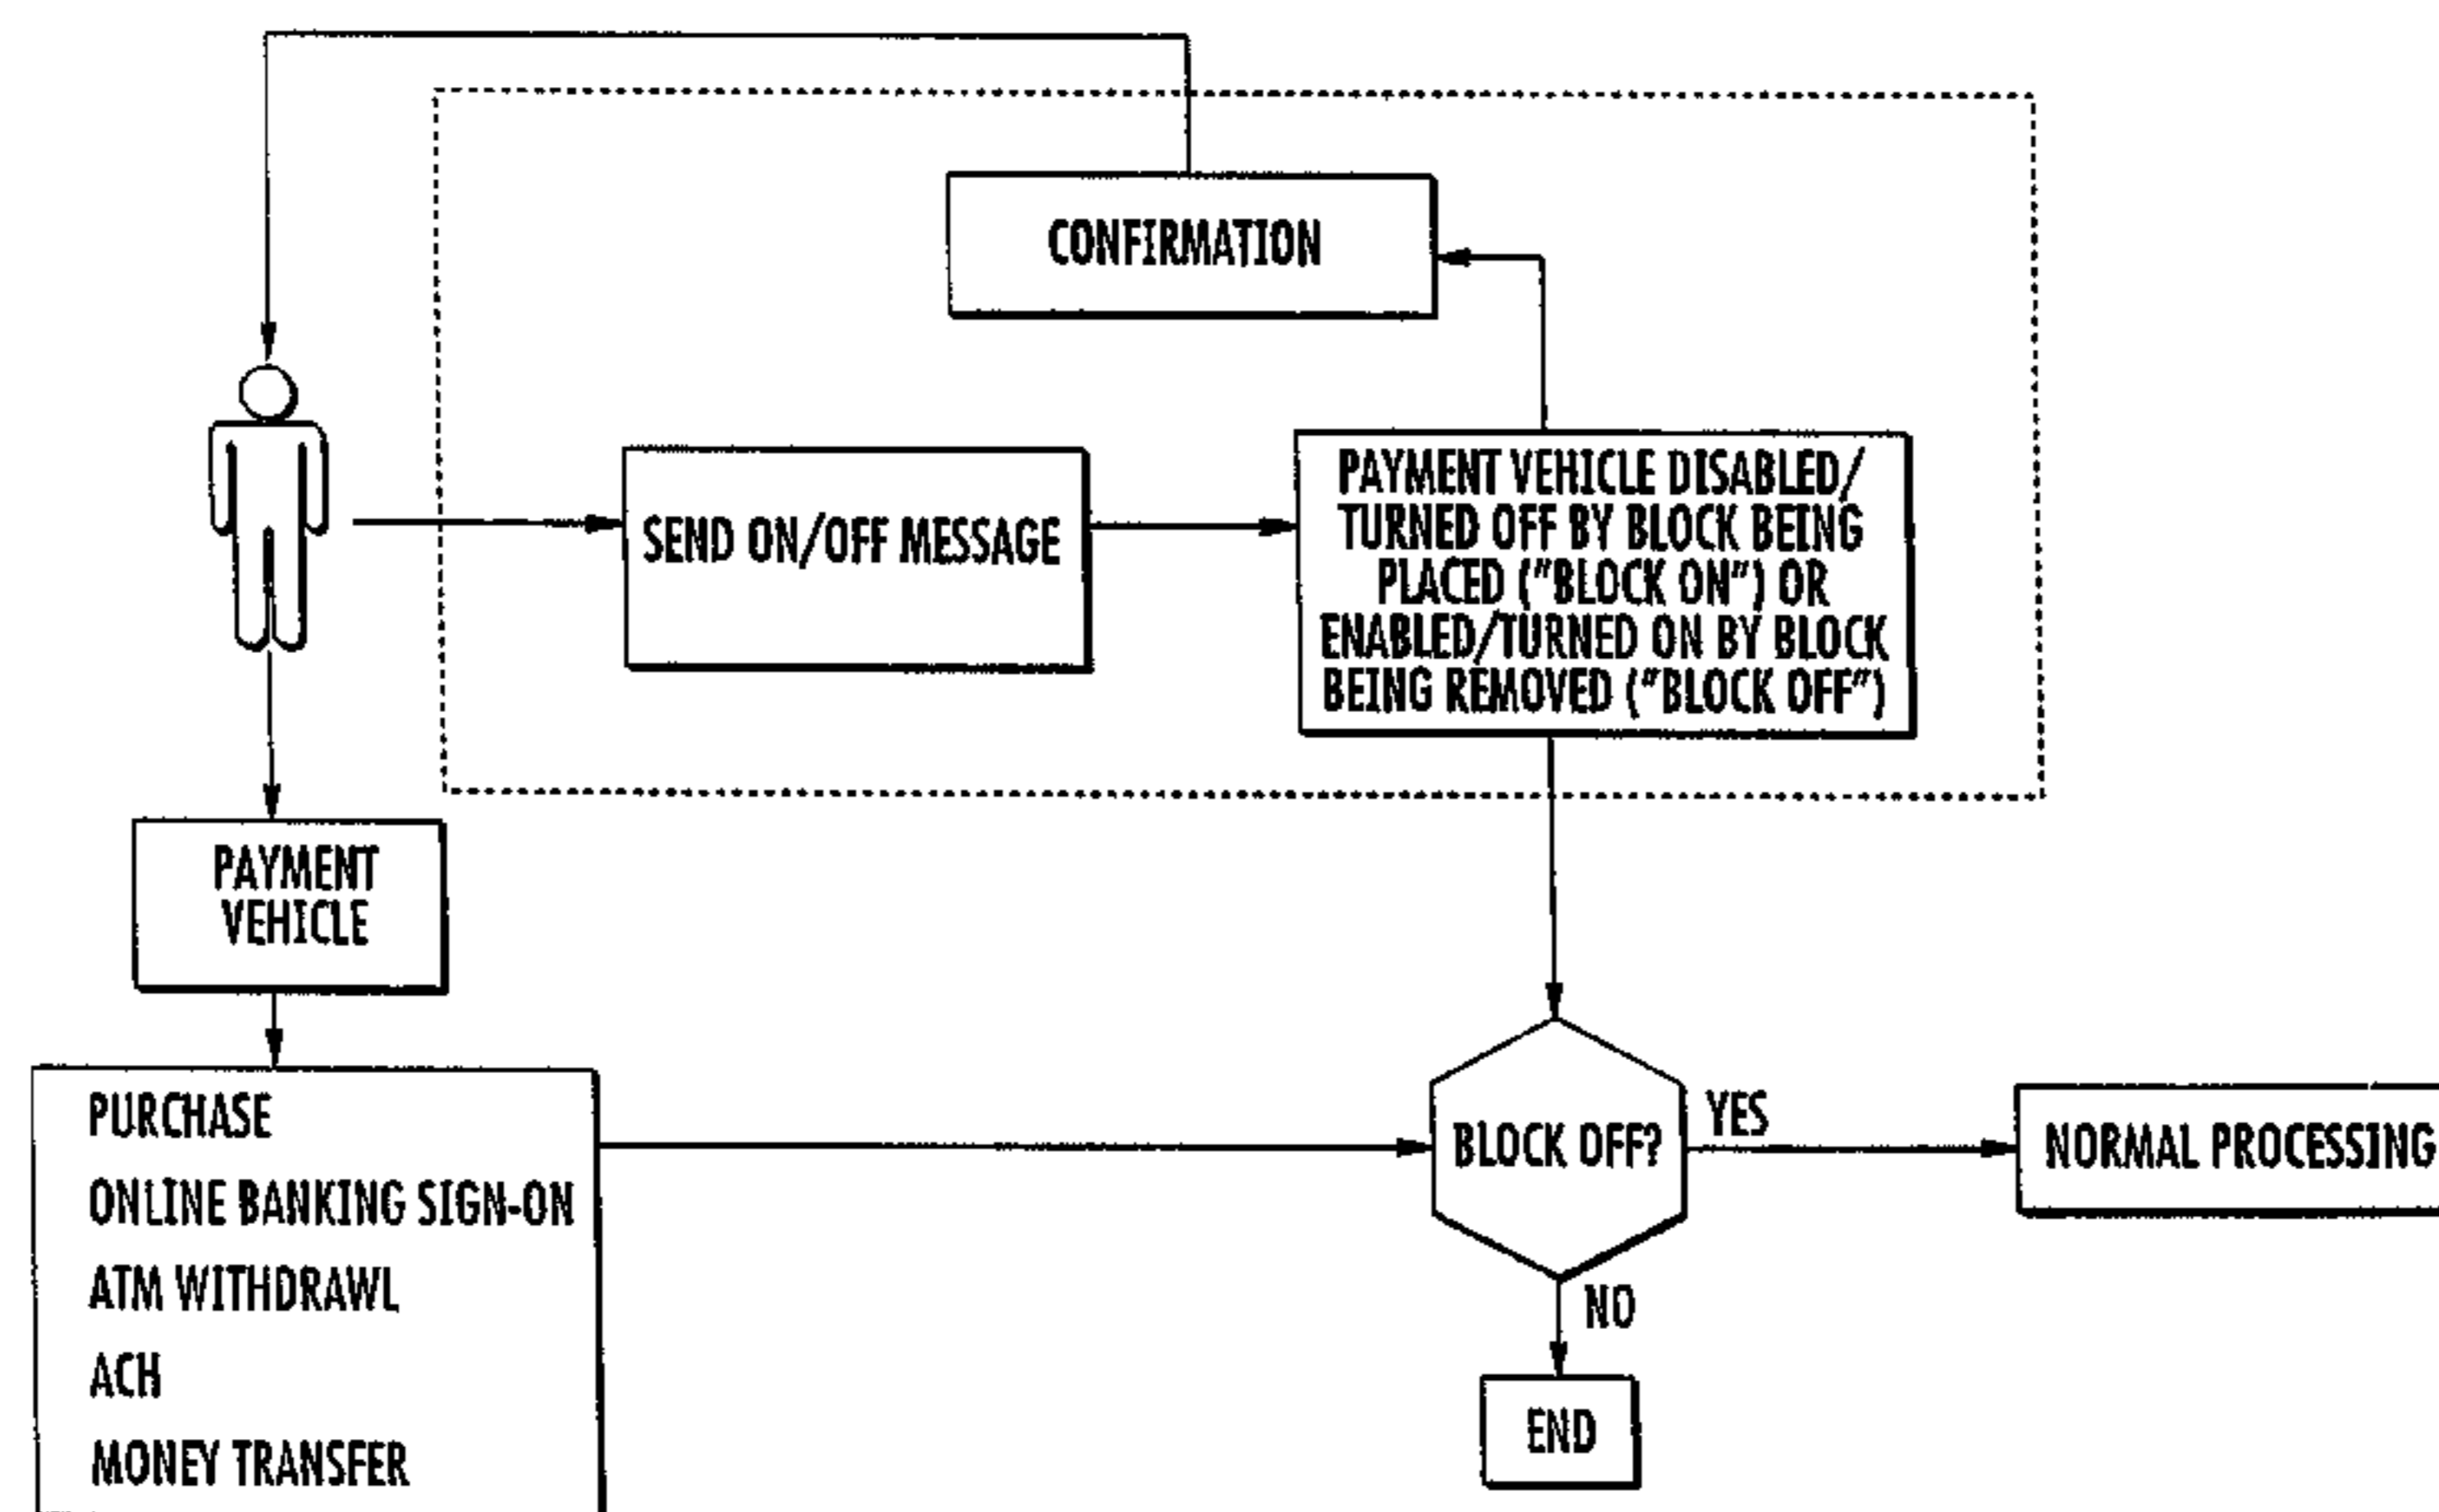 CONFIRMATION
SEND ON/OFF MESSAGE
PAYMENT VEHICLE DISABLED/
TURNED OFF BY BLOCK BEING
PLACED ("BLOCK ON") OR
ENABLED/TURNED ON BY BLOCK
BEING REMOVED ("BLOCK OFF")
PAYMENT
VEHICLE
PURCHASE
ONLINE BANKING SIGN-ON
ATM WITHDRAWL
ACH
MONEY TRANSFER
BLOCK OFF?
YES
NORMAL PROCESSING
NO
END